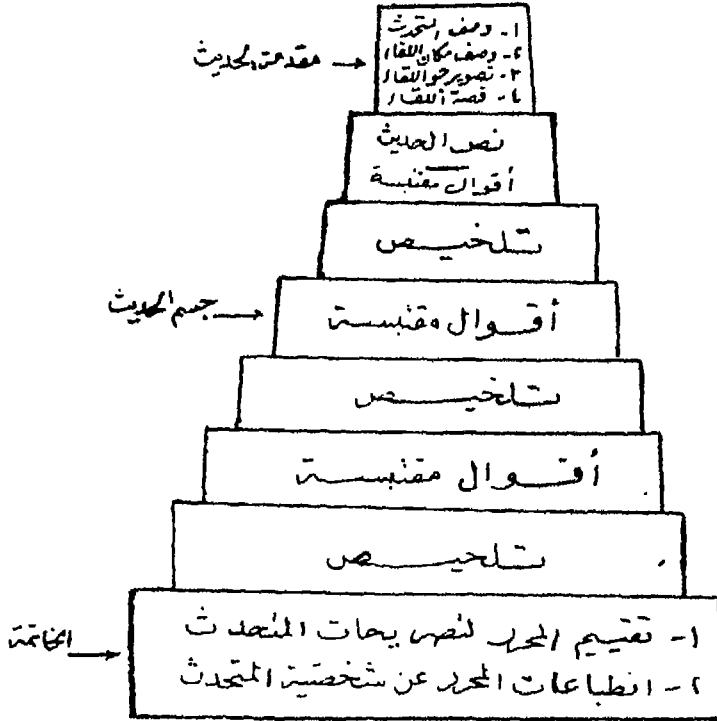 ١- وصف المتحدث
٢- وصف مكان اللقاء
٣- تصوير جو اللقاء
٤- قصة اللقاء
مقدمة الحديث
نص الحديث
أقوال مقتبسة
تلخيص
جسم الحديث
أقوال مقتبسة
تلخيص
أقوال مقتبسة
تلخيص
الخاتمة
١- تقييم المحرر لتصريحات المتحدث
٢- انطباعات المحرر عن شخصية المتحدث